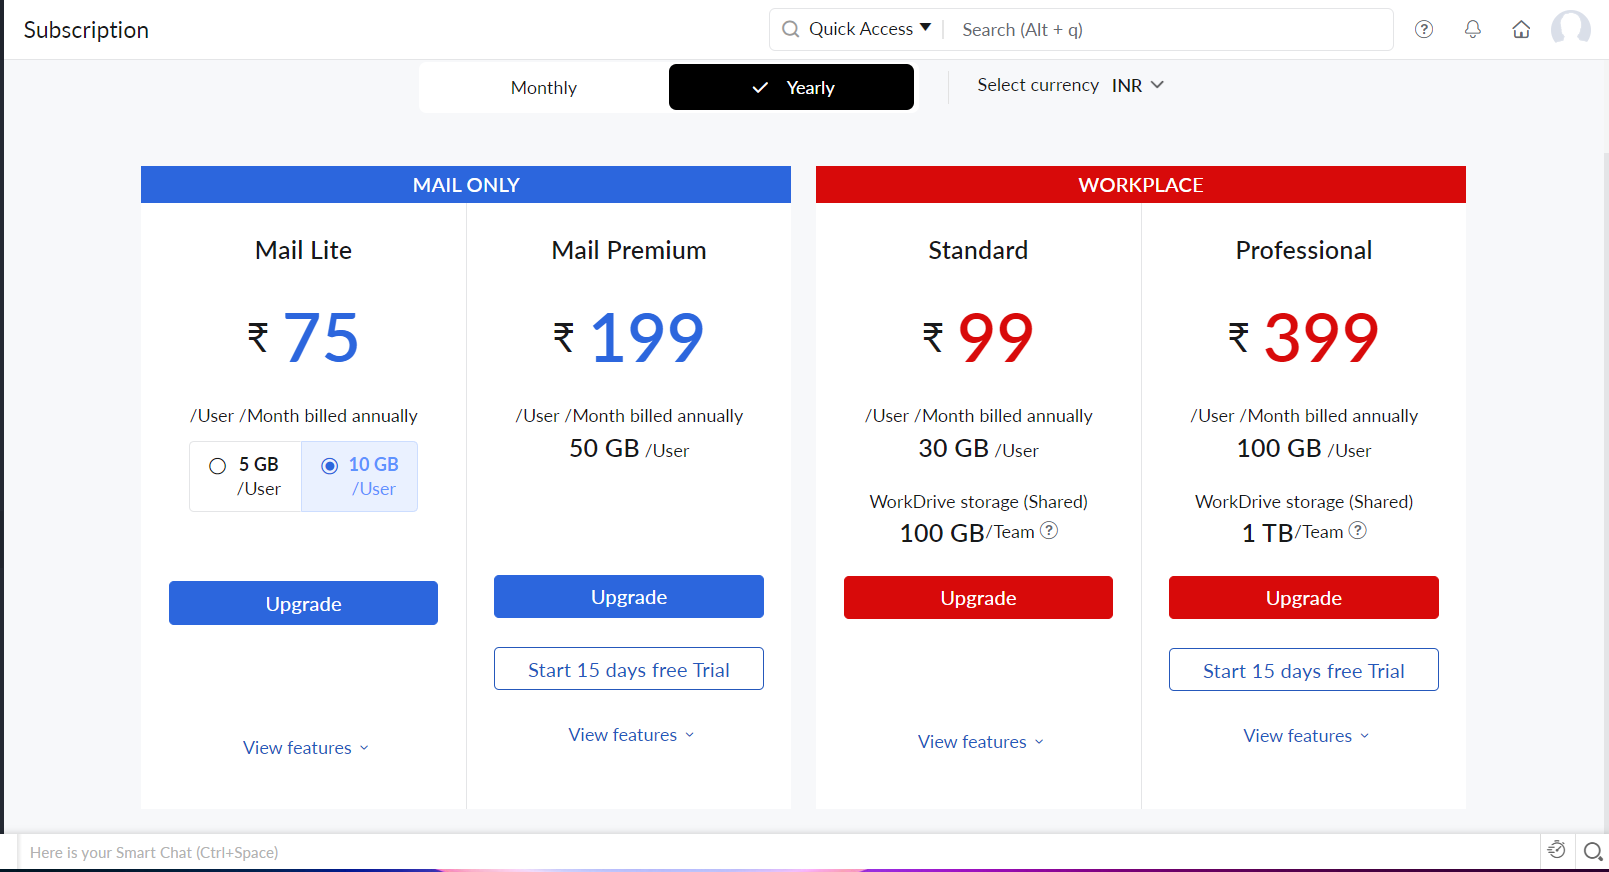 Subscription
Quick Access
Search (Alt + q)
Monthly
Yearly
Select currency INR
MAIL ONLY
Mail Lite
₹ 75
/User /Month billed annually
5 GB
/User
10 GB
/User
Upgrade
View features
Mail Premium
₹ 199
/User /Month billed annually
50 GB /User
Upgrade
Start 15 days free Trial
View features
WORKPLACE
Standard
₹ 99
/User /Month billed annually
30 GB /User
WorkDrive storage (Shared)
100 GB/Team ?
Upgrade
View features
Professional
₹ 399
/User /Month billed annually
100 GB /User
WorkDrive storage (Shared)
1 TB/Team ?
Upgrade
Start 15 days free Trial
View features
Here is your Smart Chat (Ctrl+Space)